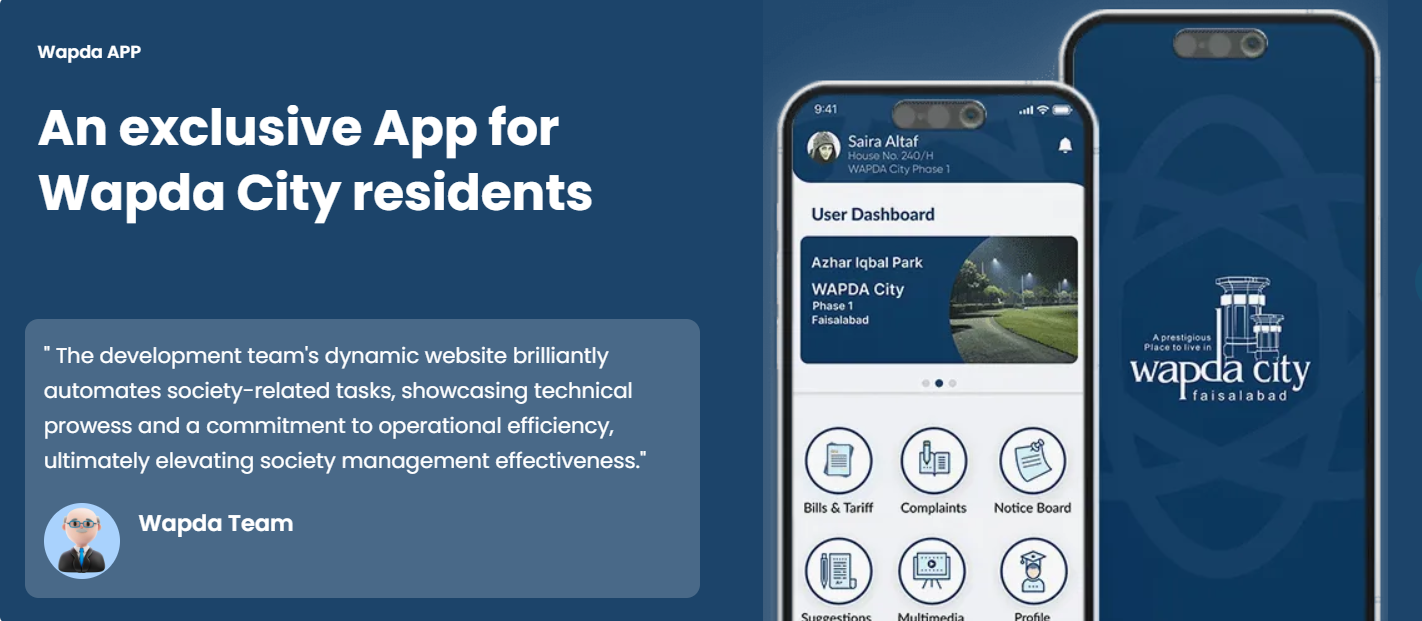 Wapda APP
An exclusive App for
Wapda City residents
" The development team's dynamic website brilliantly
automates society-related tasks, showcasing technical
prowess and a commitment to operational efficiency,
ultimately elevating society management effectiveness."
Wapda Team
9:41
Saira Altaf
House No. 240/H
WAPDA City Phase 1
User Dashboard
Azhar Iqbal Park
WAPDA City
Phase 1
Faisalabad
Bills & Tariff
Complaints
Notice Board
Suggestions
Multimedia
Profile
A prestigious
Place to live in
wapda city
faisalabad